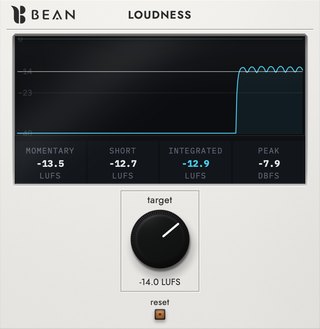 BEAN
LOUDNESS
-14
-23
MOMENTARY SHORT INTEGRATED PEAK
-13.5 -12.7 -12.9 -7.9
LUFS LUFS LUFS DBFS
target
-14.0 LUFS
reset